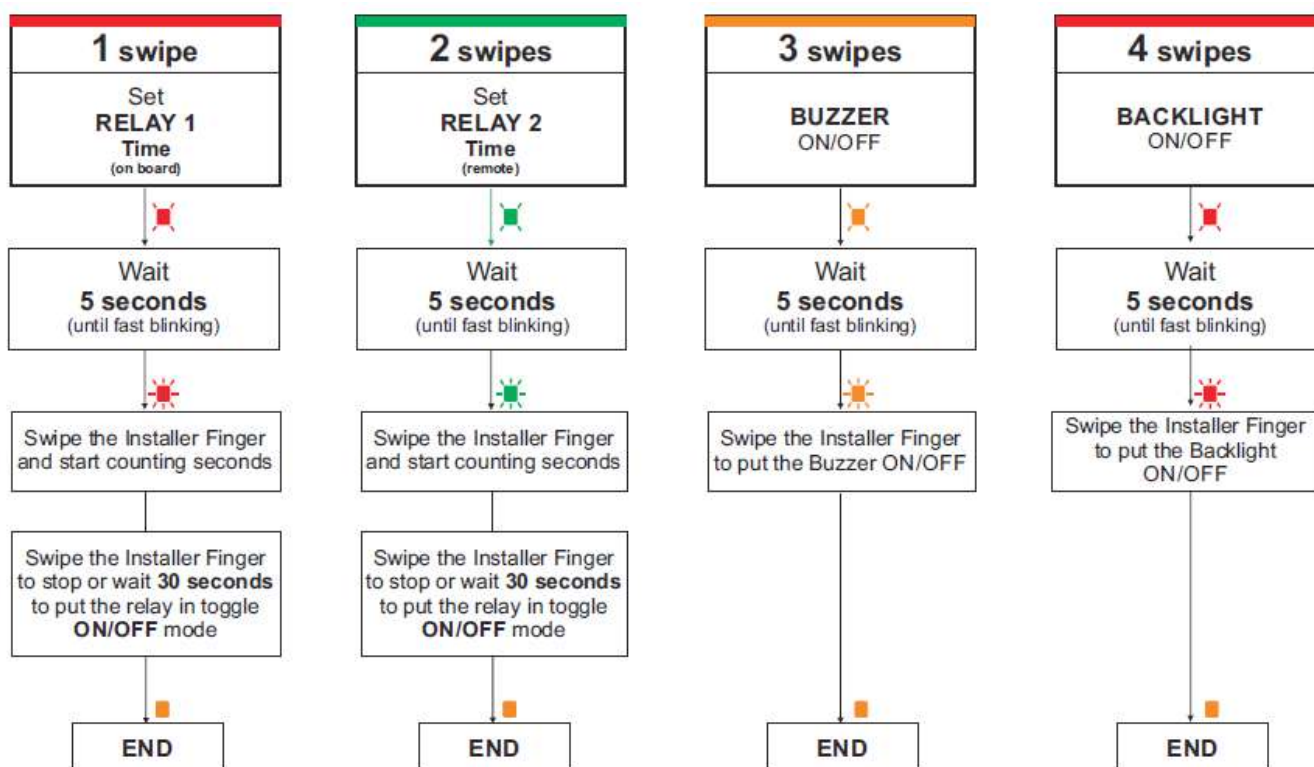 1 swipe
Set
RELAY 1
Time
(on board)
Wait
5 seconds
(until fast blinking)
Swipe the Installer Finger
and start counting seconds
Swipe the Installer Finger
to stop or wait 30 seconds
to put the relay in toggle
ON/OFF mode
END
2 swipes
Set
RELAY 2
Time
(remote)
Wait
5 seconds
(until fast blinking)
Swipe the Installer Finger
and start counting seconds
Swipe the Installer Finger
to stop or wait 30 seconds
to put the relay in toggle
ON/OFF mode
END
3 swipes
BUZZER
ON/OFF
Wait
5 seconds
(until fast blinking)
Swipe the Installer Finger
to put the Buzzer ON/OFF
END
4 swipes
BACKLIGHT
ON/OFF
Wait
5 seconds
(until fast blinking)
Swipe the Installer Finger
to put the Backlight
ON/OFF
END